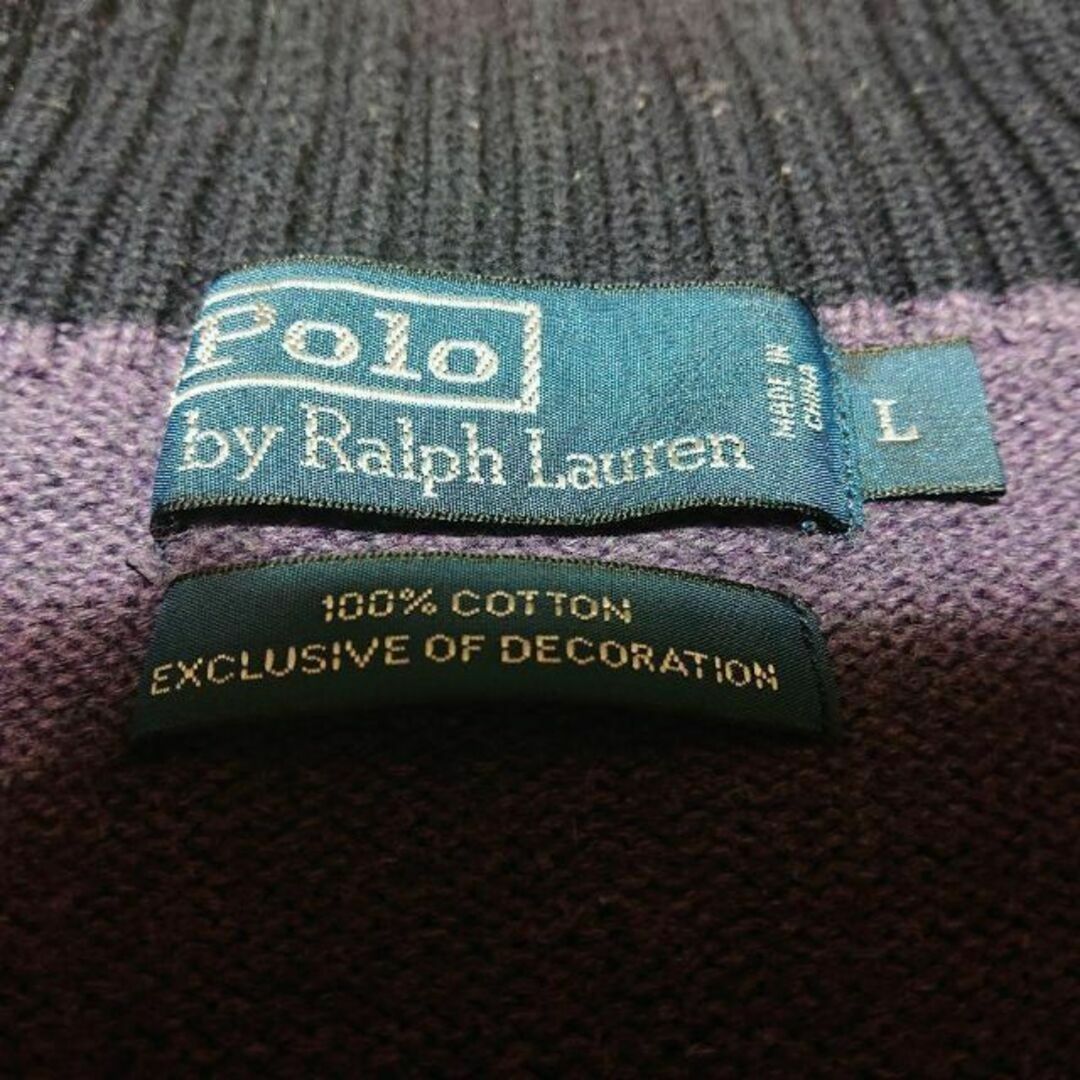 Polo
by Ralph Lauren
MADE IN
CHINA
L
100% COTTON
EXCLUSIVE OF DECORATION